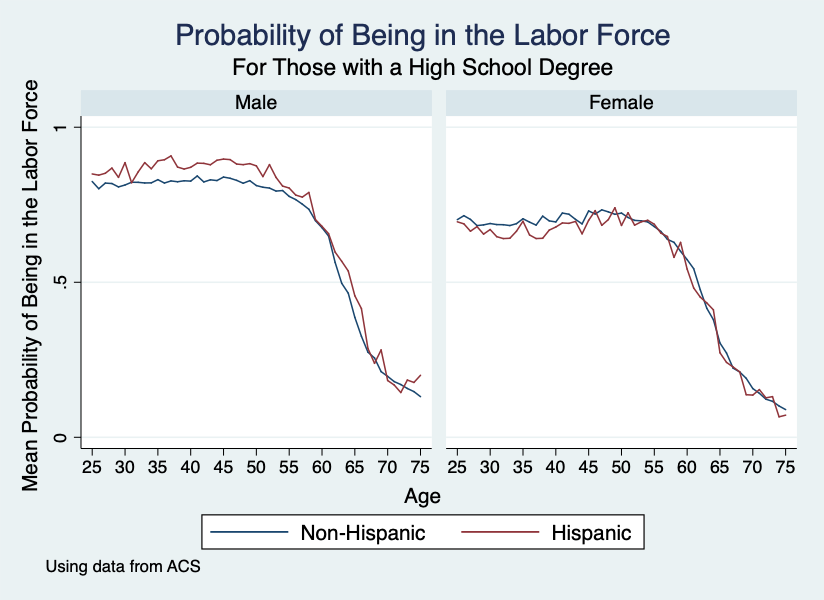 Probability of Being in the Labor Force
For Those with a High School Degree
Male
Female
Mean Probability of Being in the Labor Force
1
.5
0
25 30 35 40 45 50 55 60 65 70 75
25 30 35 40 45 50 55 60 65 70 75
Age
Non-Hispanic
Hispanic
Using data from ACS